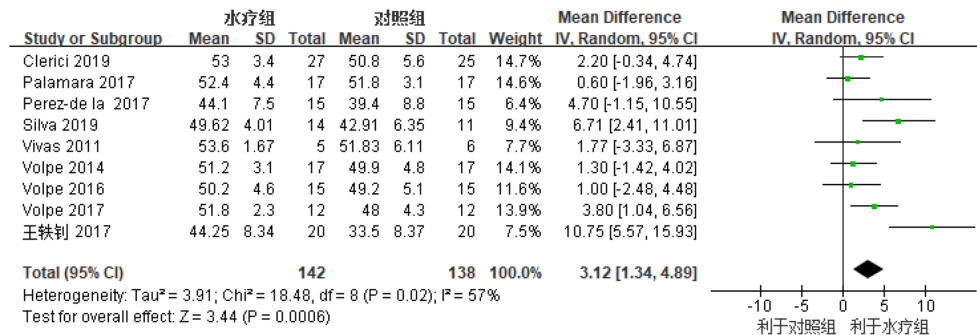 水疗组 对照组 Mean Difference Mean Difference
Study or Subgroup Mean SD Total Mean SD Total Weight IV, Random, 95% CI IV, Random, 95% CI
Clerici 2019 53 3.4 27 50.8 5.6 25 14.7% 2.20 [-0.34, 4.74]
Palamara 2017 52.4 4.4 17 51.8 3.1 17 14.6% 0.60 [-1.96, 3.16]
Perez-de la 2017 44.1 7.5 15 39.4 8.8 15 6.4% 4.70 [-1.15, 10.55]
Silva 2019 49.62 4.01 14 42.91 6.35 11 9.4% 6.71 [2.41, 11.01]
Vivas 2011 53.6 1.67 5 51.83 6.11 6 7.7% 1.77 [-3.33, 6.87]
Volpe 2014 51.2 3.1 17 49.9 4.8 17 14.0% 1.30 [-1.42, 4.02]
Volpe 2016 50.2 4.6 15 49.2 5.1 15 11.6% 1.00 [-2.48, 4.48]
Volpe 2017 51.8 2.3 12 48 4.3 12 13.9% 3.80 [1.04, 6.56]
王轶钊 2017 44.25 8.34 20 33.5 8.37 20 7.5% 10.75 [5.57, 15.93]
Total (95% CI) 142 138 100.0% 3.12 [1.34, 4.89]
Heterogeneity: Tau² = 3.91; Chi² = 18.48, df = 8 (P = 0.02); I² = 57%
Test for overall effect: Z = 3.44 (P = 0.0006)
-10 -5 0 5 10
利于对照组 利于水疗组